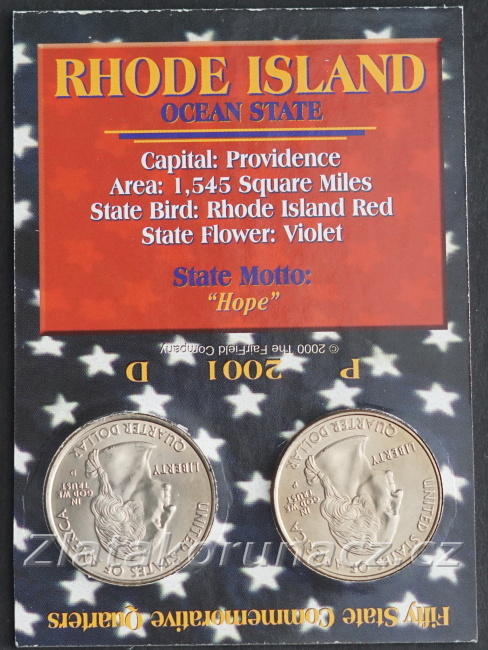 RHODE ISLAND
OCEAN STATE
Capital: Providence
Area: 1,545 Square Miles
State Bird: Rhode Island Red
State Flower: Violet
State Motto:
"Hope"
© 2000 The FairField Company
P 2001 D
UNITED STATES OF AMERICA
LIBERTY
IN
GOD WE
TRUST
P
QUARTER DOLLAR
UNITED STATES OF AMERICA
LIBERTY
IN
GOD WE
TRUST
QUARTER DOLLAR
Zlatakorunacz.cz
Fifty State Commemorative Quarters